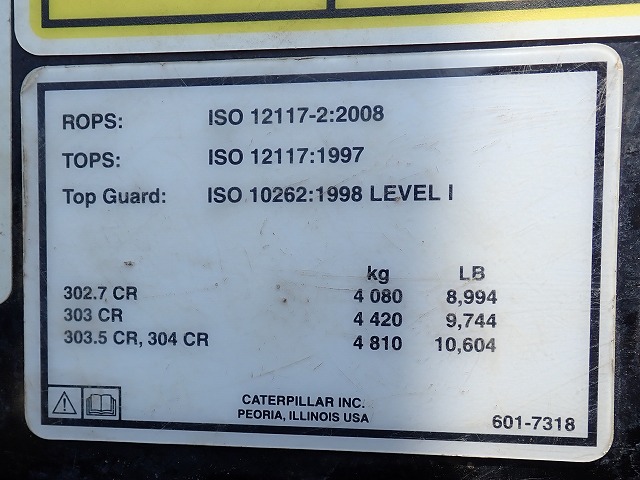 ROPS: ISO 12117-2:2008
TOPS: ISO 12117:1997
Top Guard: ISO 10262:1998 LEVEL I
kg LB
302.7 CR 4 080 8,994
303 CR 4 420 9,744
303.5 CR, 304 CR 4 810 10,604
CATERPILLAR INC.
PEORIA, ILLINOIS USA
601-7318